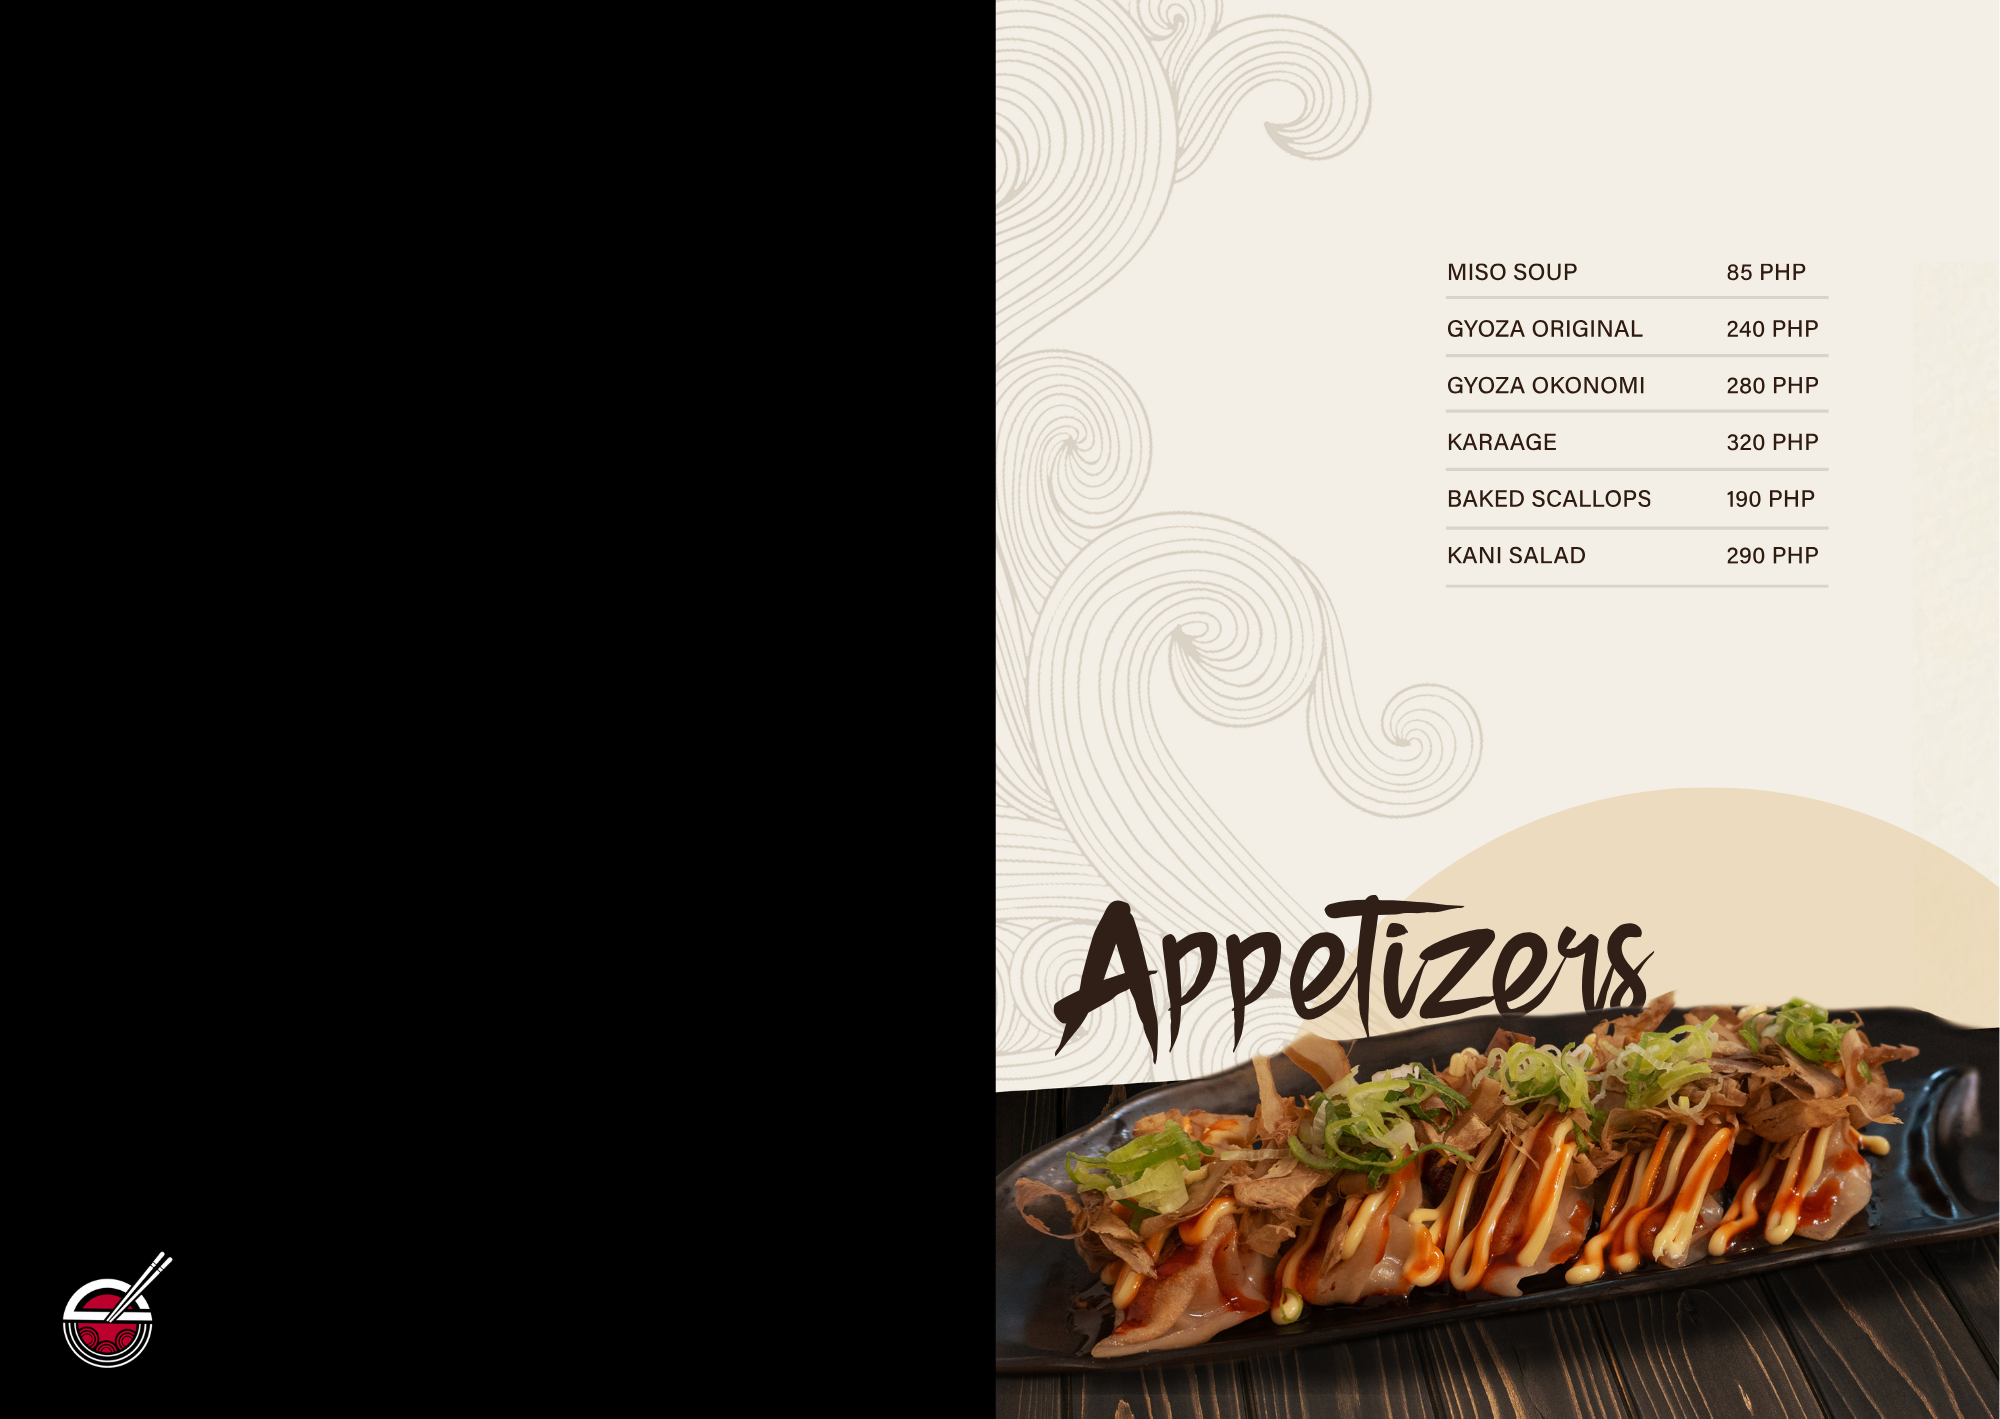 MISO SOUP 85 PHP
GYOZA ORIGINAL 240 PHP
GYOZA OKONOMI 280 PHP
KARAAGE 320 PHP
BAKED SCALLOPS 190 PHP
KANI SALAD 290 PHP
Appetizers